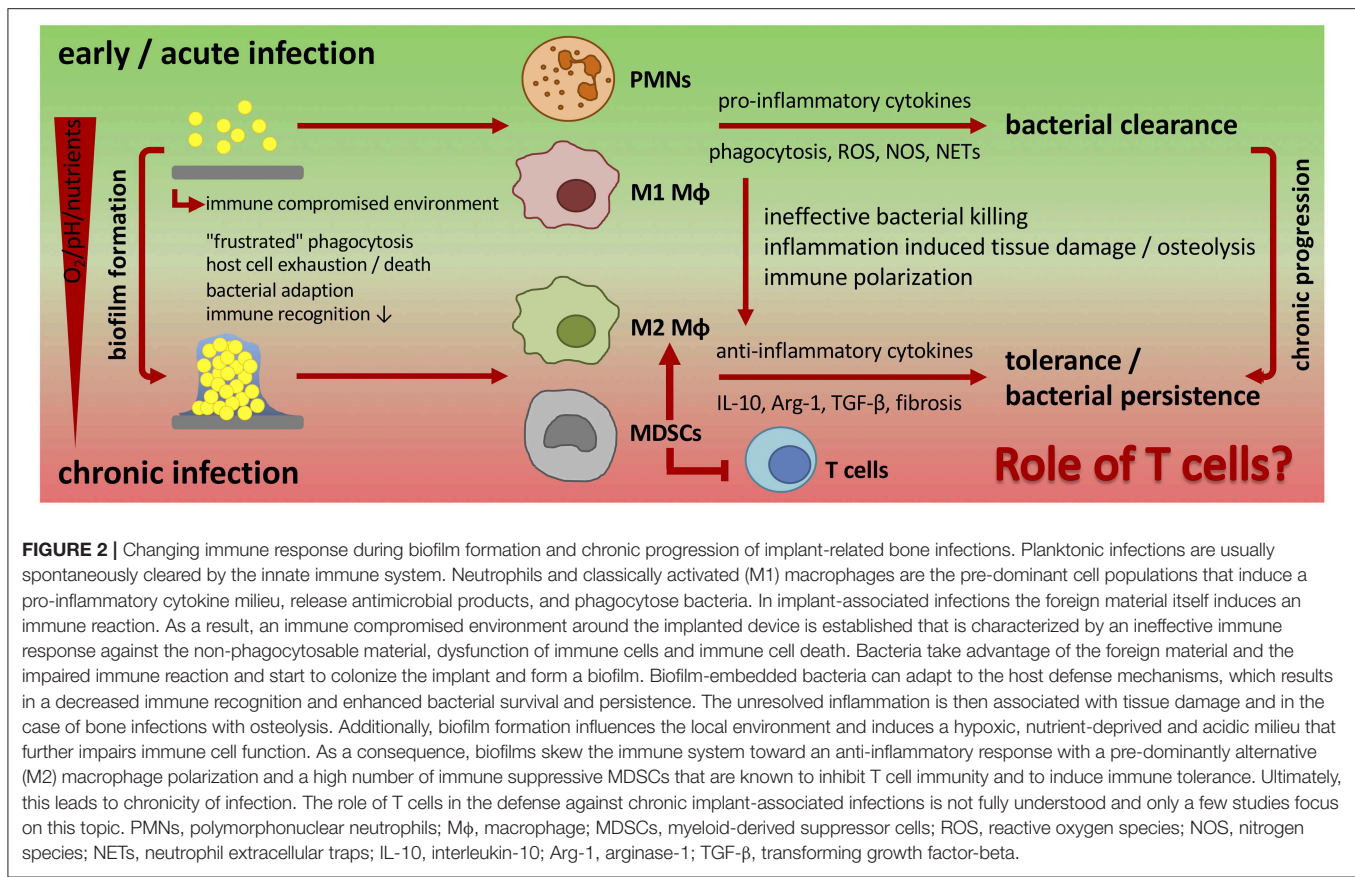 early / acute infection
PMNs
O2/pH/nutrients
biofilm formation
immune compromised environment
"frustrated" phagocytosis
host cell exhaustion / death
bacterial adaption
immune recognition ↓
M1 Mϕ
pro-inflammatory cytokines
phagocytosis, ROS, NOS, NETs
bacterial clearance
ineffective bacterial killing
inflammation induced tissue damage / osteolysis
immune polarization
chronic progression
M2 Mϕ
anti-inflammatory cytokines
IL-10, Arg-1, TGF-β, fibrosis
tolerance /
bacterial persistence
MDSCs
T cells
Role of T cells?
chronic infection
FIGURE 2 | Changing immune response during biofilm formation and chronic progression of implant-related bone infections. Planktonic infections are usually
spontaneously cleared by the innate immune system. Neutrophils and classically activated (M1) macrophages are the pre-dominant cell populations that induce a
pro-inflammatory cytokine milieu, release antimicrobial products, and phagocytose bacteria. In implant-associated infections the foreign material itself induces an
immune reaction. As a result, an immune compromised environment around the implanted device is established that is characterized by an ineffective immune
response against the non-phagocytosable material, dysfunction of immune cells and immune cell death. Bacteria take advantage of the foreign material and the
impaired immune reaction and start to colonize the implant and form a biofilm. Biofilm-embedded bacteria can adapt to the host defense mechanisms, which results
in a decreased immune recognition and enhanced bacterial survival and persistence. The unresolved inflammation is then associated with tissue damage and in the
case of bone infections with osteolysis. Additionally, biofilm formation influences the local environment and induces a hypoxic, nutrient-deprived and acidic milieu that
further impairs immune cell function. As a consequence, biofilms skew the immune system toward an anti-inflammatory response with a pre-dominantly alternative
(M2) macrophage polarization and a high number of immune suppressive MDSCs that are known to inhibit T cell immunity and to induce immune tolerance. Ultimately,
this leads to chronicity of infection. The role of T cells in the defense against chronic implant-associated infections is not fully understood and only a few studies focus
on this topic. PMNs, polymorphonuclear neutrophils; Mϕ, macrophage; MDSCs, myeloid-derived suppressor cells; ROS, reactive oxygen species; NOS, nitrogen
species; NETs, neutrophil extracellular traps; IL-10, interleukin-10; Arg-1, arginase-1; TGF-β, transforming growth factor-beta.